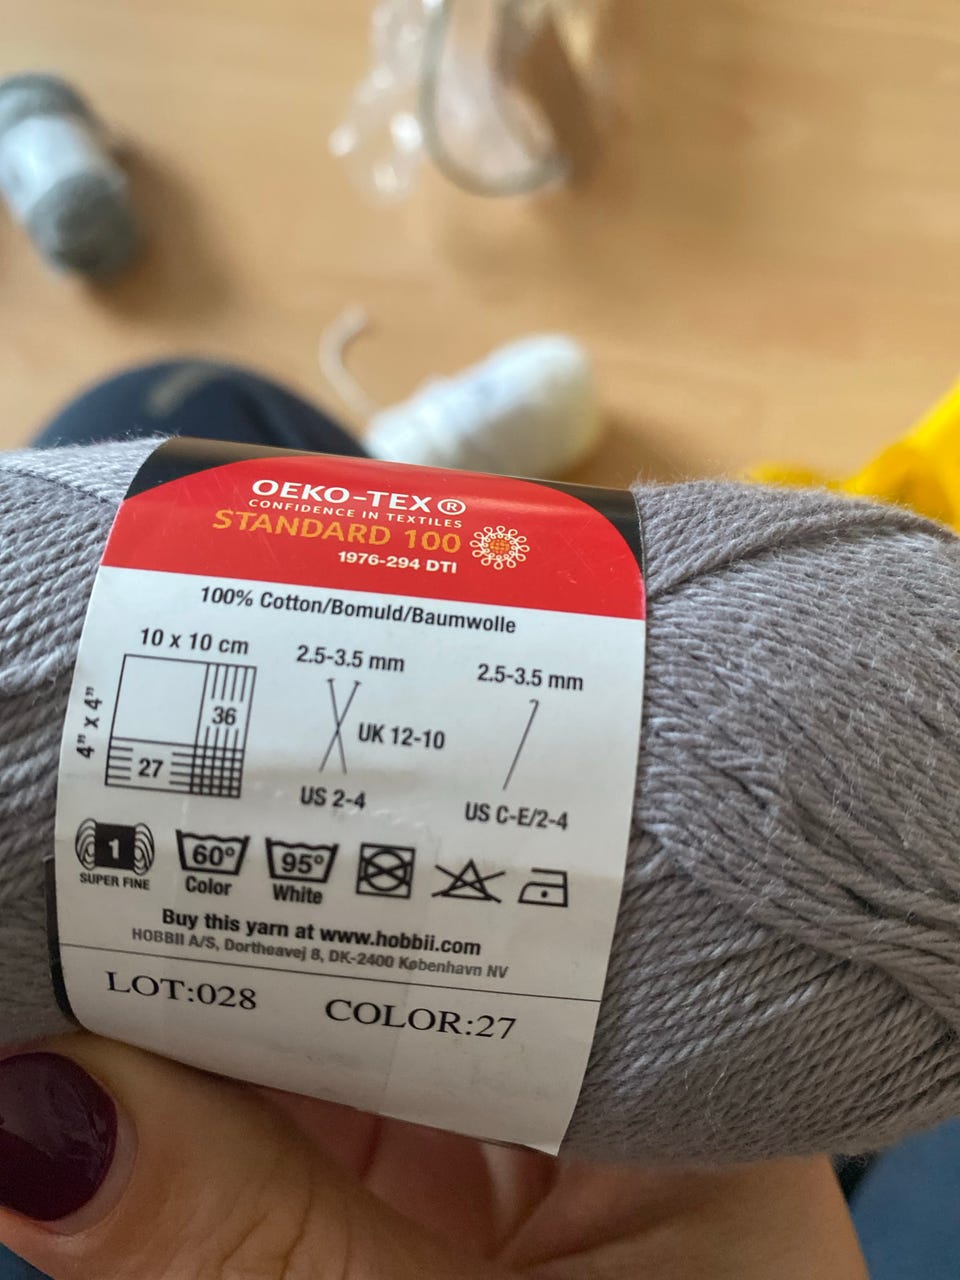 OEKO-TEX®
CONFIDENCE IN TEXTILES
STANDARD 100
1976-294 DTI
100% Cotton/Bomuld/Baumwolle
10 x 10 cm
4” x 4”
36
27
2.5-3.5 mm
UK 12-10
US 2-4
2.5-3.5 mm
US C-E/2-4
1
SUPER FINE
60°
Color
95°
White
Buy this yarn at www.hobbii.com
HOBBII A/S, Dortheavej 8, DK-2400 København NV
LOT:028 COLOR:27